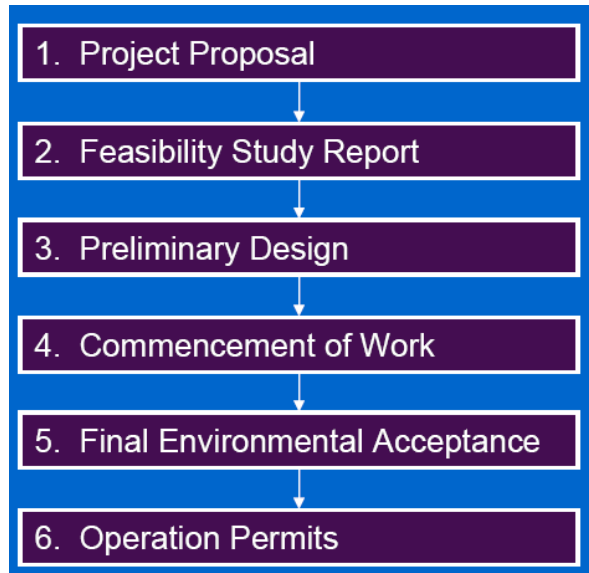 1. Project Proposal
2. Feasibility Study Report
3. Preliminary Design
4. Commencement of Work
5. Final Environmental Acceptance
6. Operation Permits